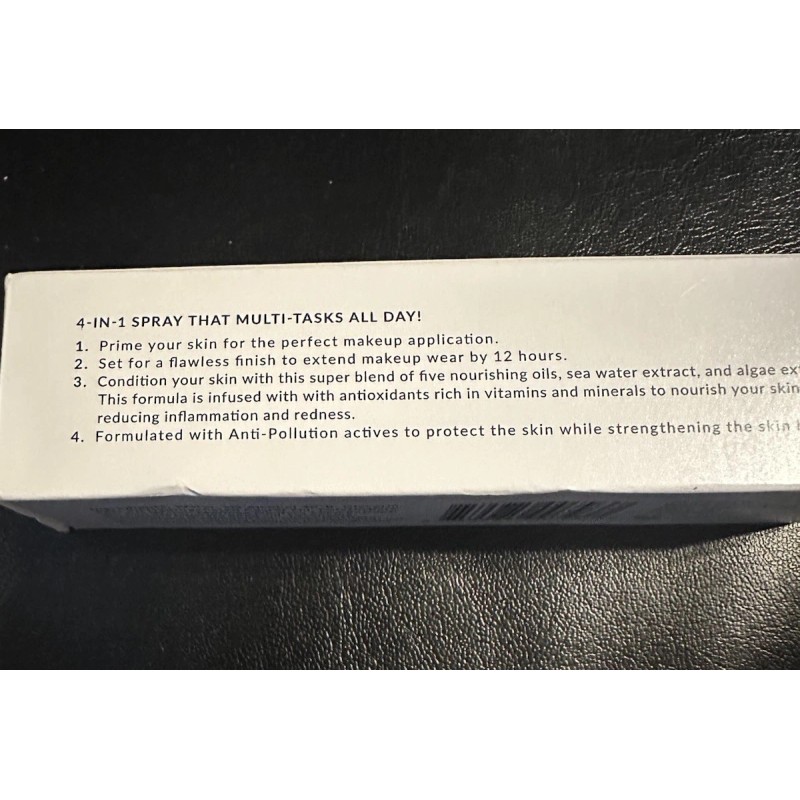 4-IN-1 SPRAY THAT MULTI-TASKS ALL DAY!
1. Prime your skin for the perfect makeup application.
2. Set for a flawless finish to extend makeup wear by 12 hours.
3. Condition your skin with this super blend of five nourishing oils, sea water extract, and algae
This formula is infused with with antioxidants rich in vitamins and minerals to nourish your skin
reducing inflammation and redness.
4. Formulated with Anti-Pollution actives to protect the skin while strengthening the skin